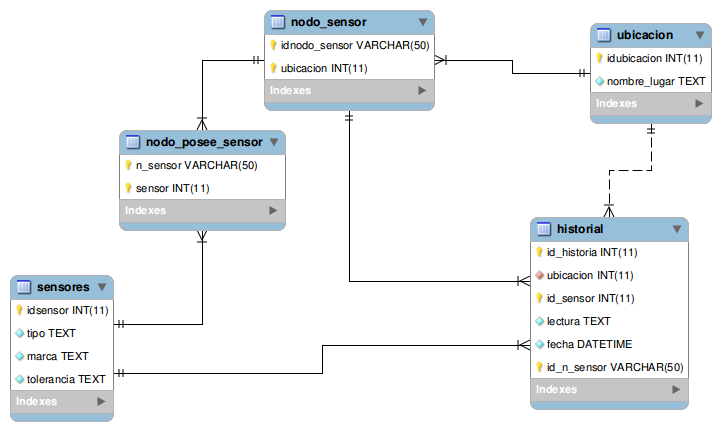 nodo_sensor
idnodo_sensor VARCHAR(50)
ubicacion INT(11)
Indexes
ubicacion
idubicacion INT(11)
nombre_lugar TEXT
Indexes
nodo_posee_sensor
n_sensor VARCHAR(50)
sensor INT(11)
Indexes
historial
id_historia INT(11)
ubicacion INT(11)
id_sensor INT(11)
lectura TEXT
fecha DATETIME
id_n_sensor VARCHAR(50)
Indexes
sensores
idsensor INT(11)
tipo TEXT
marca TEXT
tolerancia TEXT
Indexes